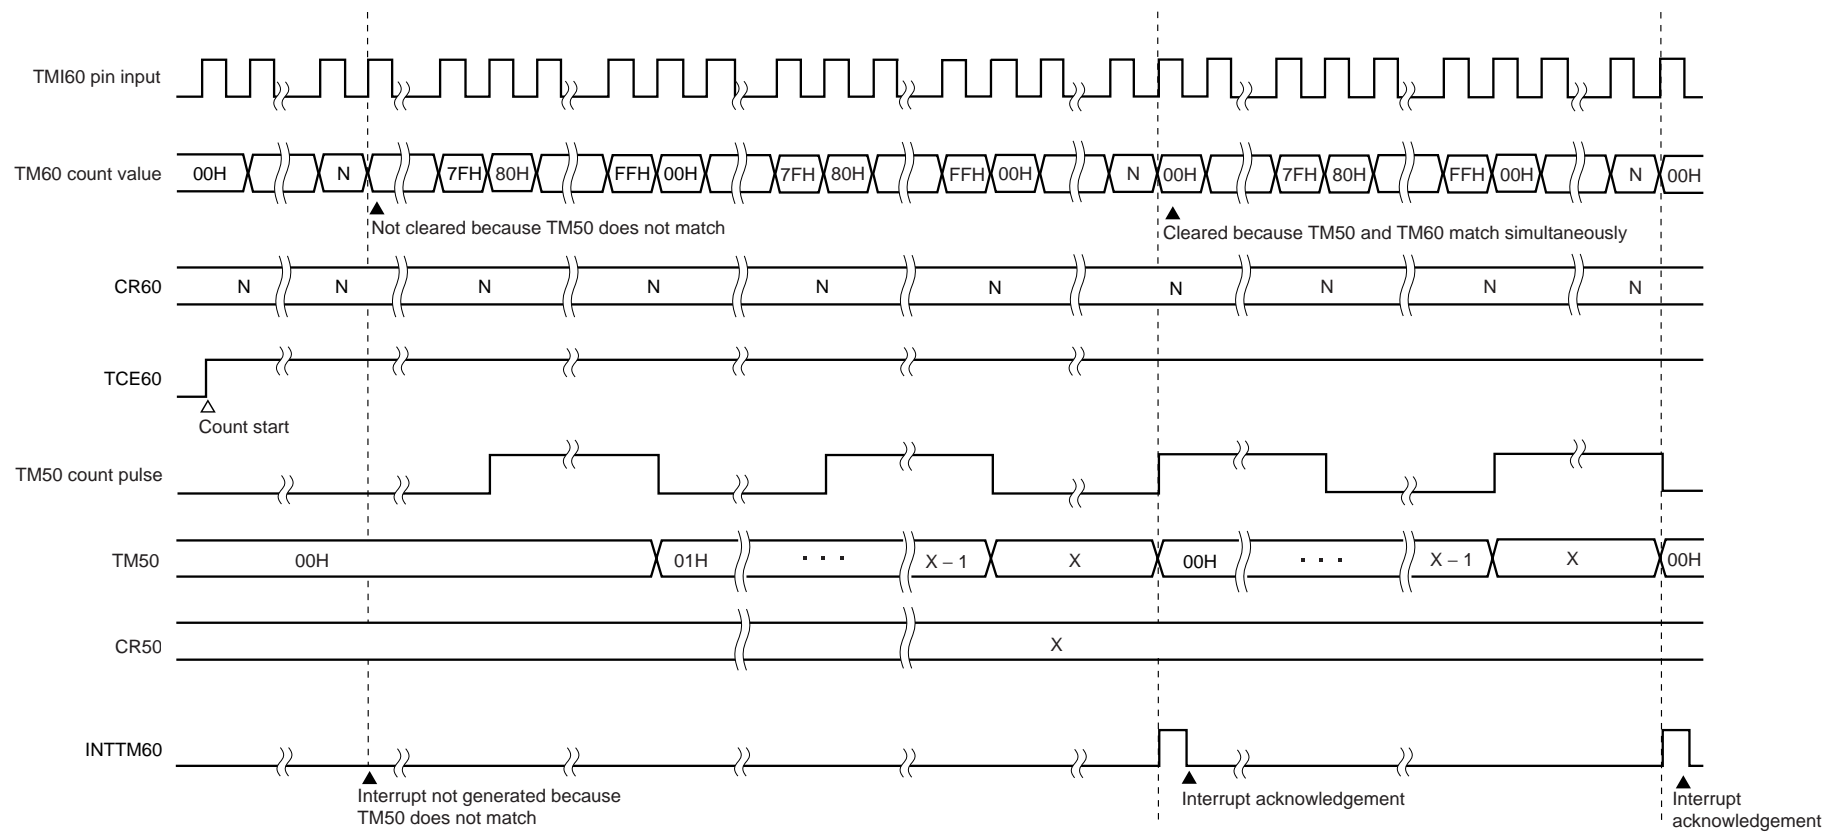 TMI60 pin input
TM60 count value 00H N 7FH 80H FFH 00H 7FH 80H FFH 00H N 00H 7FH 80H FFH 00H N 00H
Not cleared because TM50 does not match
Cleared because TM50 and TM60 match simultaneously
CR60 N N N N N N N N N N
TCE60
Count start
TM50 count pulse
TM50 00H 01H · · · X – 1 X 00H · · · X – 1 X 00H
CR50 X
INTTM60
Interrupt not generated because
TM50 does not match
Interrupt acknowledgement
Interrupt
acknowledgement